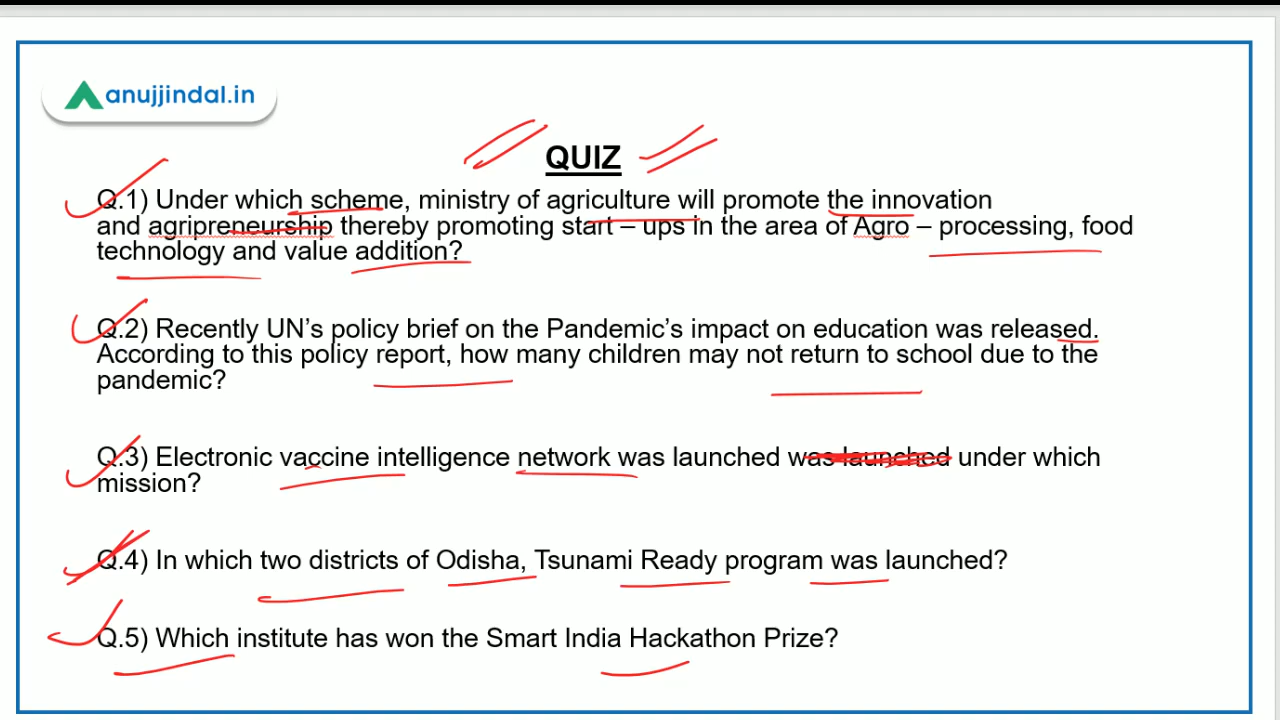 anujjindal.in
QUIZ
Q.1) Under which scheme, ministry of agriculture will promote the innovation
and agripreneurship thereby promoting start – ups in the area of Agro – processing, food
technology and value addition?
Q.2) Recently UN's policy brief on the Pandemic's impact on education was released.
According to this policy report, how many children may not return to school due to the
pandemic?
Q.3) Electronic vaccine intelligence network was launched was launched under which
mission?
Q.4) In which two districts of Odisha, Tsunami Ready program was launched?
Q.5) Which institute has won the Smart India Hackathon Prize?